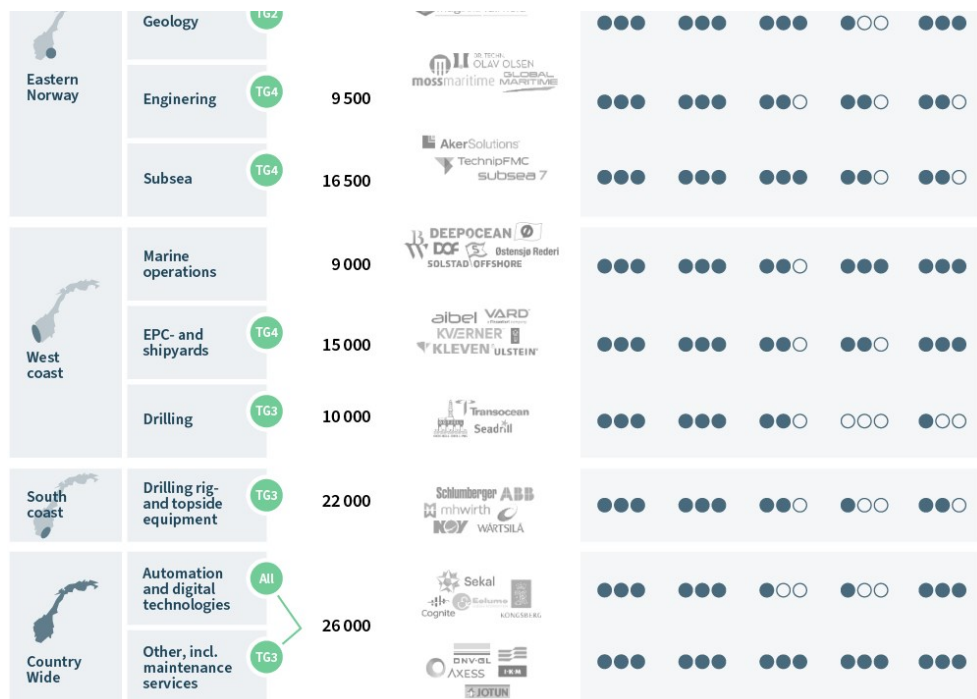 TG2
Geology
Eastern
Norway
OLAV OLSEN
mossmaritime
GLOBAL
MARITIME
Enginering
TG4
9 500
AkerSolutions
TechnipFMC
subsea 7
Subsea
TG4
16 500
DEEPOCEAN
DOF
Østensjø Rederi
SOLSTAD OFFSHORE
Marine
operations
9 000
West
coast
EPC- and
shipyards
TG4
15 000
aibel VARD
KVÆRNER
KLEVEN ULSTEIN
Drilling
TG3
10 000
Transocean
Seadrill
South
coast
Drilling rig-
and topside
equipment
TG3
22 000
Schlumberger ABB
mhwirth
NOV WÄRTSILÄ
Country
Wide
Automation
and digital
technologies
All
26 000
Sekal
Cognite
Eelume
KONGSBERG
Other, incl.
maintenance
services
TG3
DNV·GL
AXESS
IKM
JOTUN